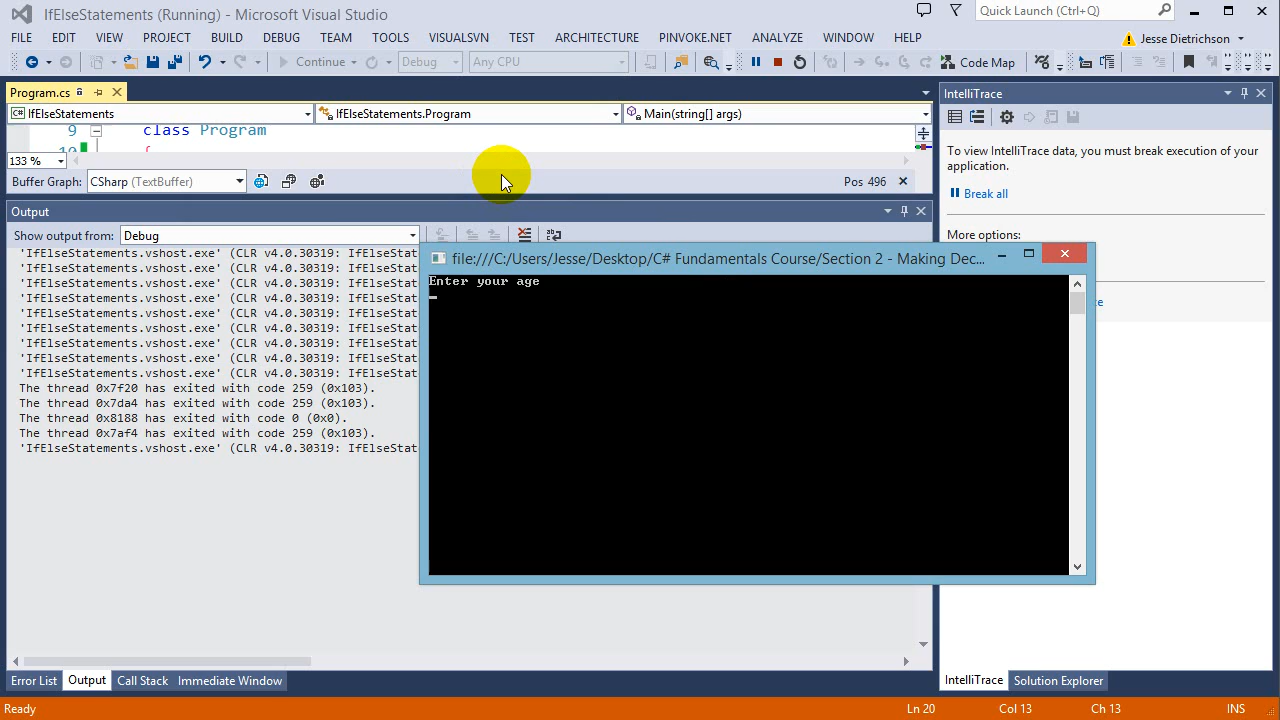 IfElseStatements (Running) - Microsoft Visual Studio
Quick Launch (Ctrl+Q)
FILE EDIT VIEW PROJECT BUILD DEBUG TEAM TOOLS VISUALSVN TEST ARCHITECTURE PINVOKE.NET ANALYZE WINDOW HELP
Jesse Dietrichson
Continue Debug Any CPU Code Map
Program.cs
IfElseStatements IfElseStatements.Program Main(string[] args)
9 class Program
10 {
133 %
Buffer Graph: CSharp (TextBuffer) Pos 496
Output
Show output from: Debug
'IfElseStatements.vshost.exe' (CLR v4.0.30319: IfElseStat
'IfElseStatements.vshost.exe' (CLR v4.0.30319: IfElseStat
'IfElseStatements.vshost.exe' (CLR v4.0.30319: IfElseStat
'IfElseStatements.vshost.exe' (CLR v4.0.30319: IfElseStat
'IfElseStatements.vshost.exe' (CLR v4.0.30319: IfElseStat
'IfElseStatements.vshost.exe' (CLR v4.0.30319: IfElseStat
'IfElseStatements.vshost.exe' (CLR v4.0.30319: IfElseStat
'IfElseStatements.vshost.exe' (CLR v4.0.30319: IfElseStat
'IfElseStatements.vshost.exe' (CLR v4.0.30319: IfElseStat
The thread 0x7f20 has exited with code 259 (0x103).
The thread 0x7da4 has exited with code 259 (0x103).
The thread 0x8188 has exited with code 0 (0x0).
The thread 0x7af4 has exited with code 259 (0x103).
'IfElseStatements.vshost.exe' (CLR v4.0.30319: IfElseStat
file:///C:/Users/Jesse/Desktop/C# Fundamentals Course/Section 2 - Making Dec...
Enter your age
IntelliTrace
To view IntelliTrace data, you must break execution of your
application.
Break all
More options:
Error List Output Call Stack Immediate Window
IntelliTrace Solution Explorer
Ready Ln 20 Col 13 Ch 13 INS